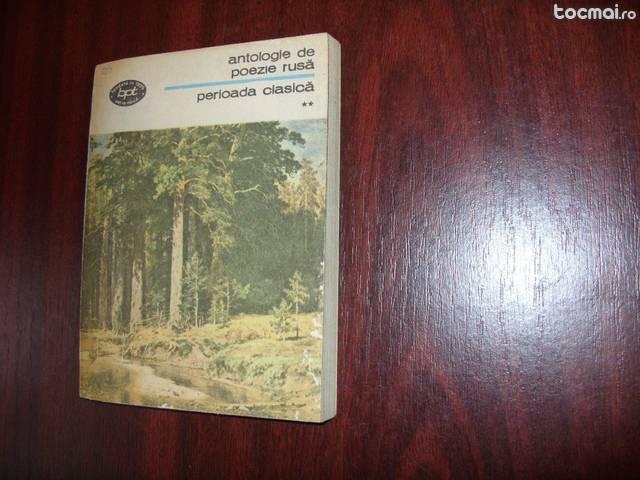 tocmai.ro
antologie de
poezie rusă
perioada clasică
**
bpt